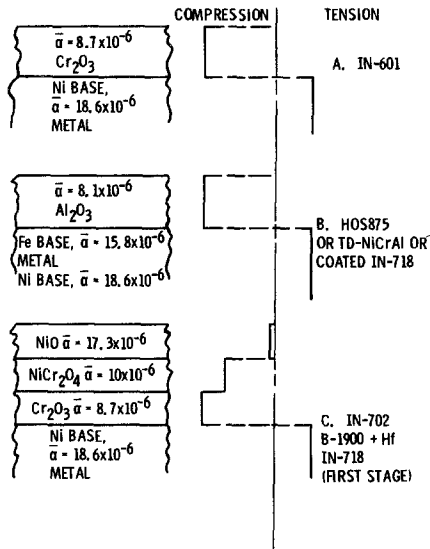 COMPRESSION TENSION
ᾱ = 8.7x10⁻⁶
Cr₂O₃
Ni BASE,
ᾱ = 18.6x10⁻⁶
METAL
A. IN-601
ᾱ = 8.1x10⁻⁶
Al₂O₃
Fe BASE, ᾱ = 15.8x10⁻⁶
METAL
Ni BASE, ᾱ = 18.6x10⁻⁶
B. HOS875
OR TD-NiCrAl OR
COATED IN-718
NiO ᾱ = 17.3x10⁻⁶
NiCr₂O₄ ᾱ = 10x10⁻⁶
Cr₂O₃ ᾱ = 8.7x10⁻⁶
Ni BASE,
ᾱ = 18.6x10⁻⁶
METAL
C. IN-702
B-1900 + Hf
IN-718
(FIRST STAGE)